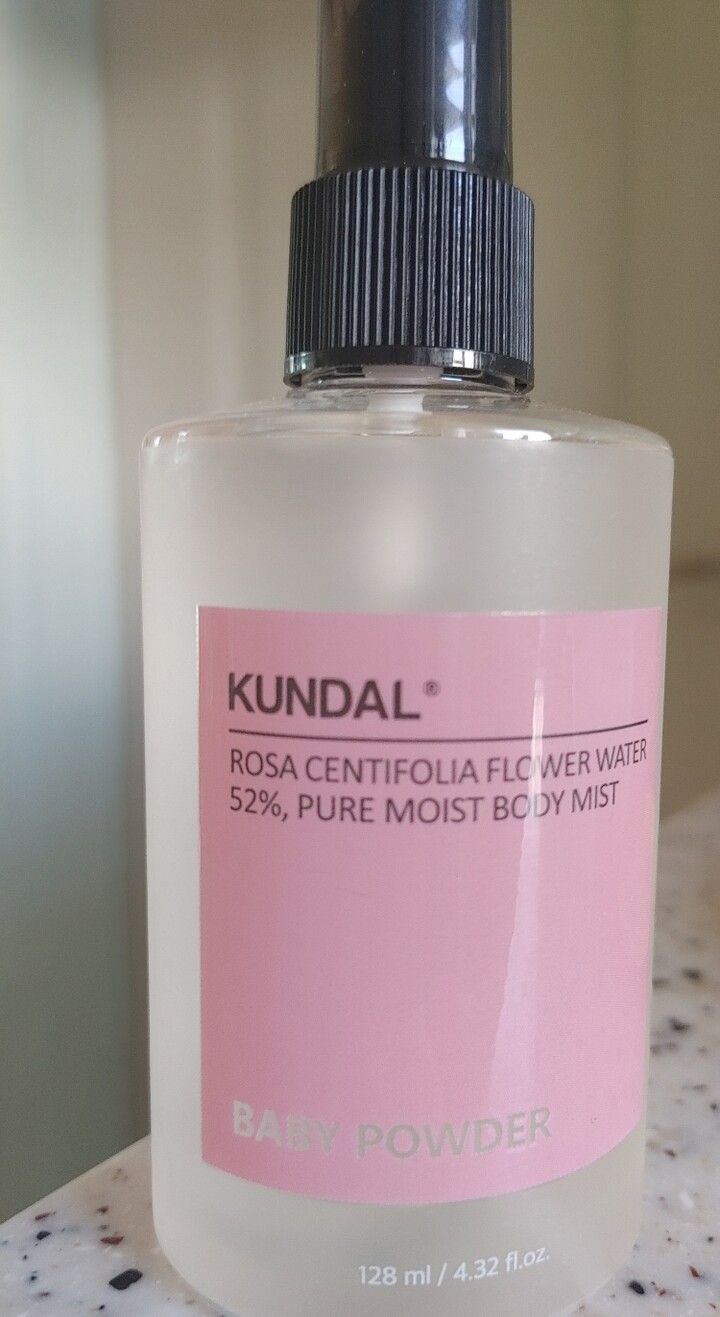 KUNDAL®
ROSA CENTIFOLIA FLOWER WATER
52%, PURE MOIST BODY MIST
BABY POWDER
128 ml / 4.32 fl.oz.